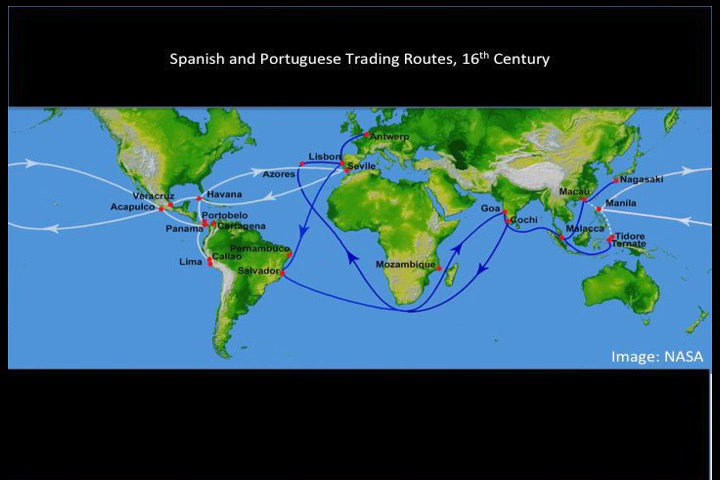 Spanish and Portuguese Trading Routes, 16th Century
Antwerp
Lisbon
Sevile
Azores
Nagasaki
Veracruz
Havana
Macau
Acapulco
Manila
Goa
Portobelo
Cochi
Panama
Cartagena
Malacca
Tidore
Ternate
Pernambuco
Lima
Callao
Mozambique
Salvador
Image: NASA